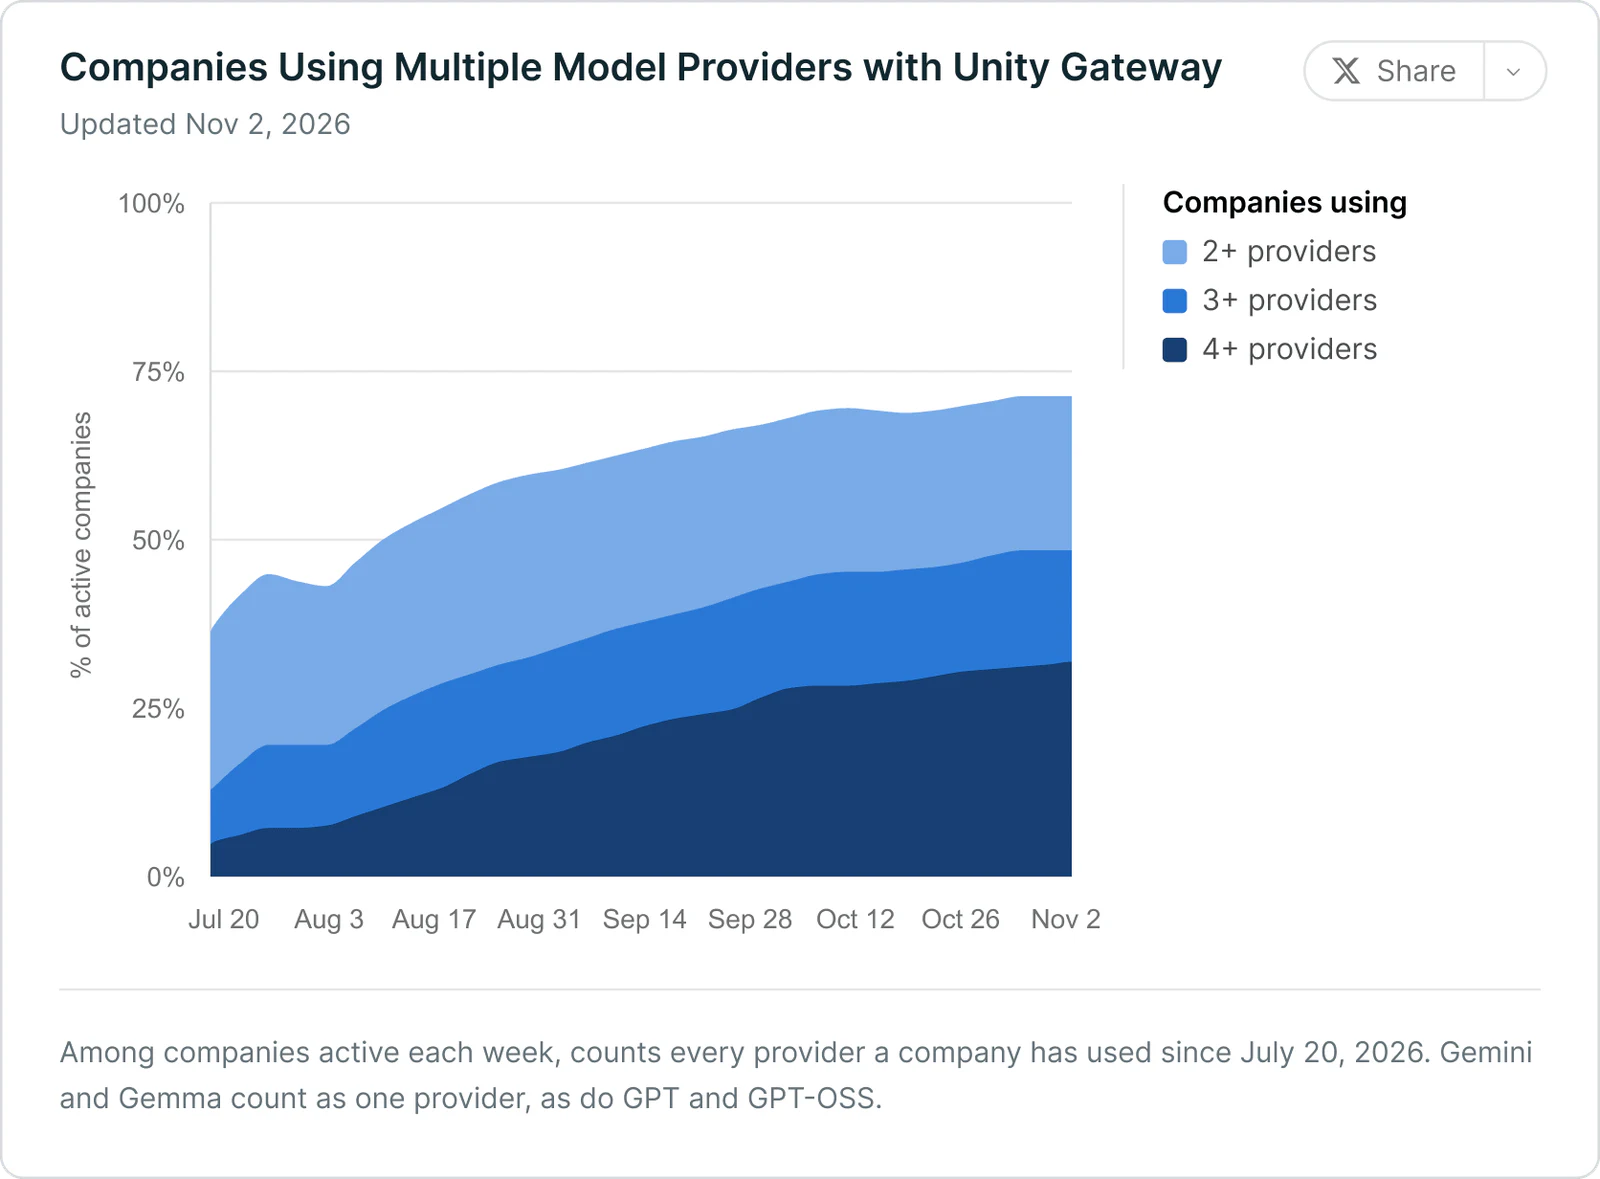 Companies Using Multiple Model Providers with Unity Gateway
Share
Updated Nov 2, 2026
100%
75%
50%
25%
0%
% of active companies
Jul 20
Aug 3
Aug 17
Aug 31
Sep 14
Sep 28
Oct 12
Oct 26
Nov 2
Companies using
2+ providers
3+ providers
4+ providers
Among companies active each week, counts every provider a company has used since July 20, 2026. Gemini
and Gemma count as one provider, as do GPT and GPT-OSS.